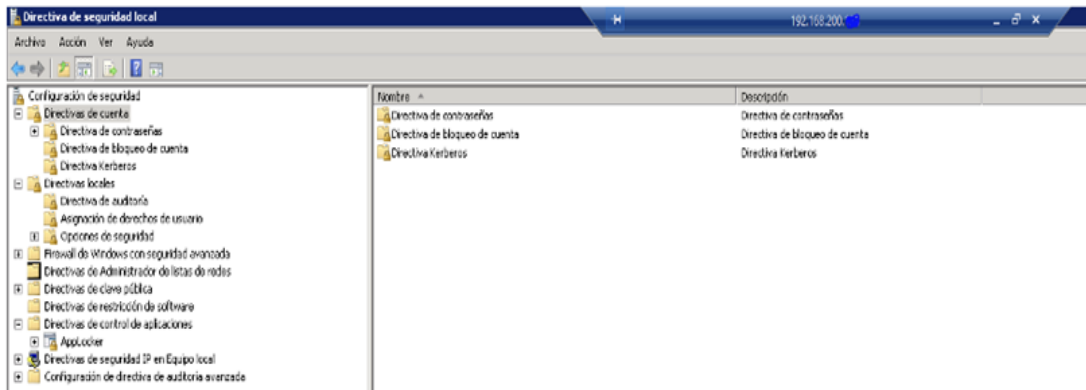 Directiva de seguridad local
192.168.200.
Archivo Acción Ver Ayuda
Configuración de seguridad
Directivas de cuenta
Directiva de contraseñas
Directiva de bloqueo de cuenta
Directiva Kerberos
Directivas locales
Directiva de auditoría
Asignación de derechos de usuario
Opciones de seguridad
Firewall de Windows con seguridad avanzada
Directivas de Administrador de listas de redes
Directivas de clave pública
Directivas de restricción de software
Directivas de control de aplicaciones
AppLocker
Directivas de seguridad IP en Equipo local
Configuración de directiva de auditoría avanzada
Nombre Descripción
Directiva de contraseñas Directiva de contraseñas
Directiva de bloqueo de cuenta Directiva de bloqueo de cuenta
Directiva Kerberos Directiva Kerberos